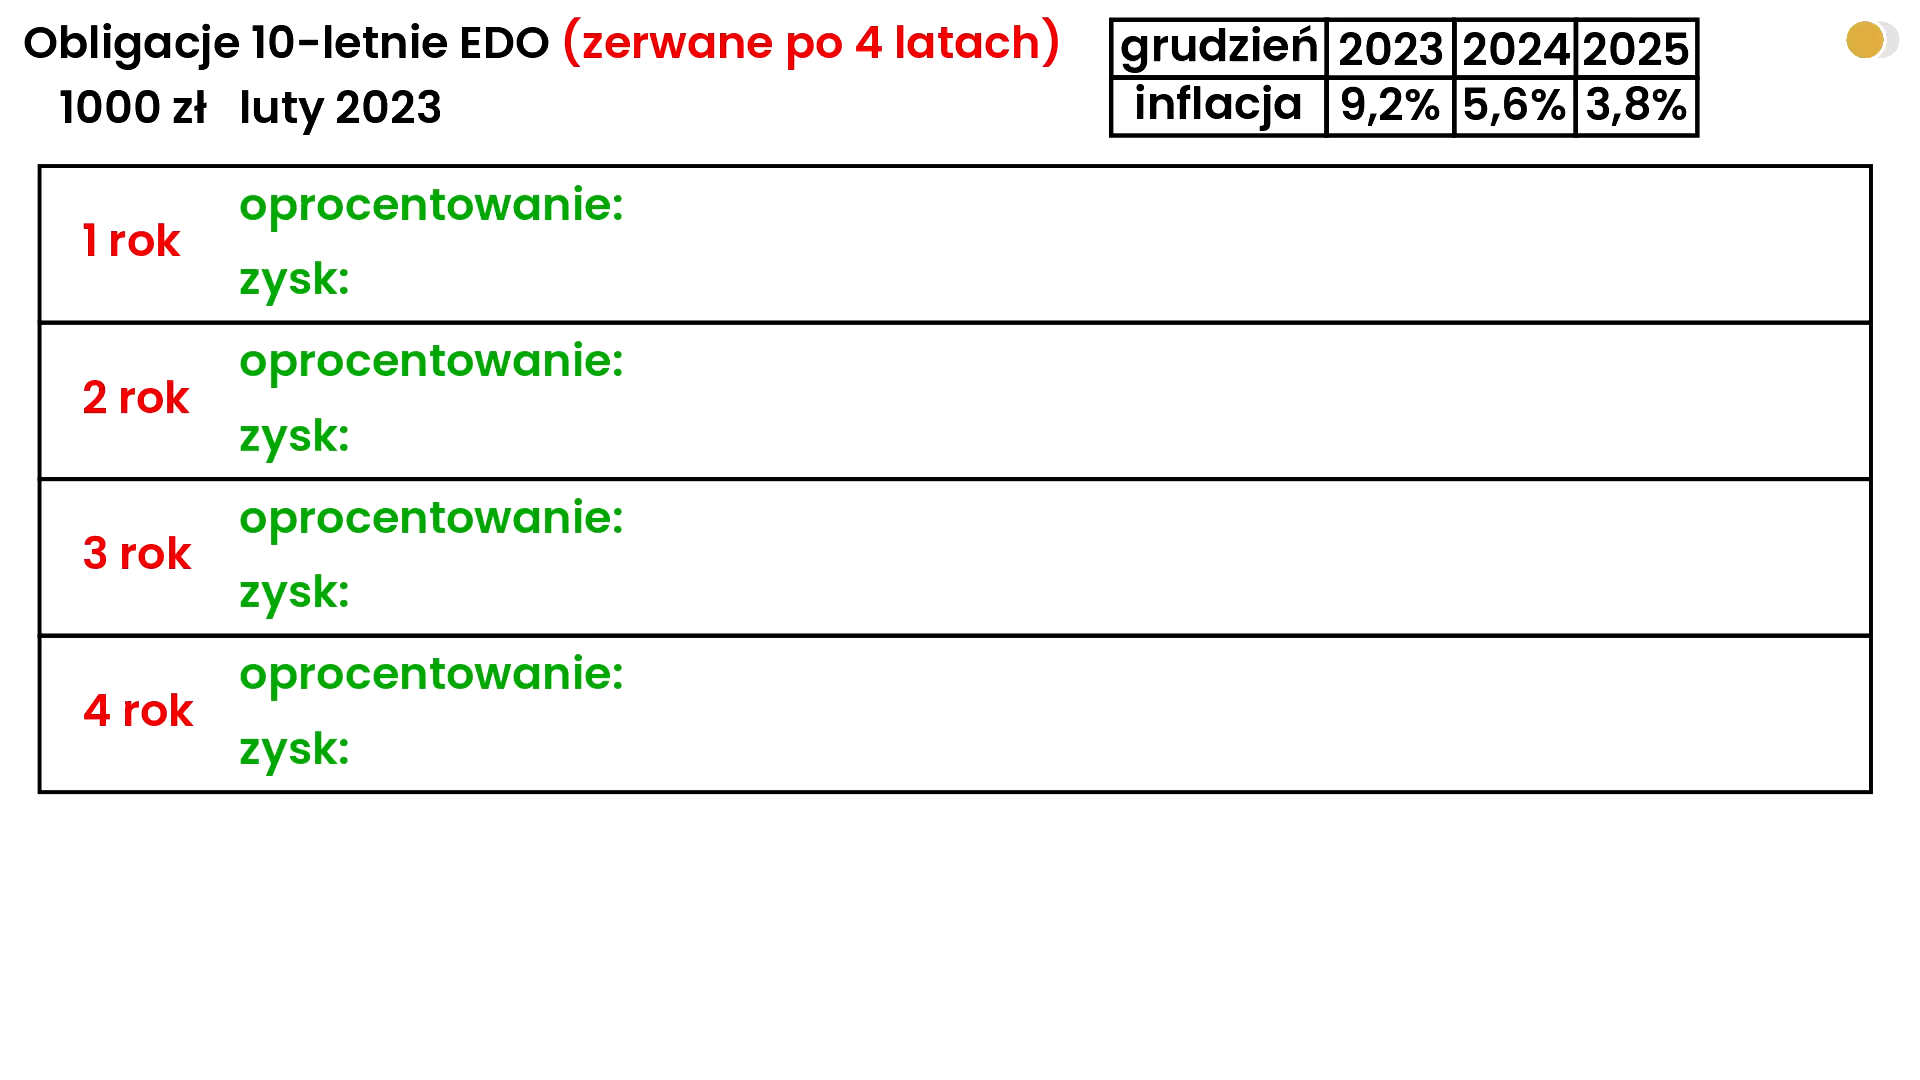 Obligacje 10-letnie EDO (zerwane po 4 latach)
1000 zł luty 2023
grudzień 2023 2024 2025
inflacja 9,2% 5,6% 3,8%
1 rok
oprocentowanie:
zysk:
2 rok
oprocentowanie:
zysk:
3 rok
oprocentowanie:
zysk:
4 rok
oprocentowanie:
zysk: